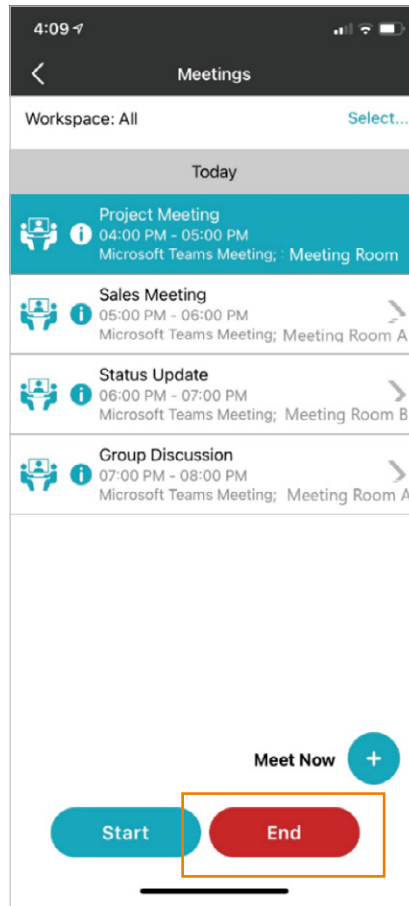 4:09
Meetings
Workspace: All
Select...
Today
Project Meeting
04:00 PM - 05:00 PM
Microsoft Teams Meeting; Meeting Room
Sales Meeting
05:00 PM - 06:00 PM
Microsoft Teams Meeting; Meeting Room A
Status Update
06:00 PM - 07:00 PM
Microsoft Teams Meeting; Meeting Room B
Group Discussion
07:00 PM - 08:00 PM
Microsoft Teams Meeting; Meeting Room A
Meet Now
Start
End